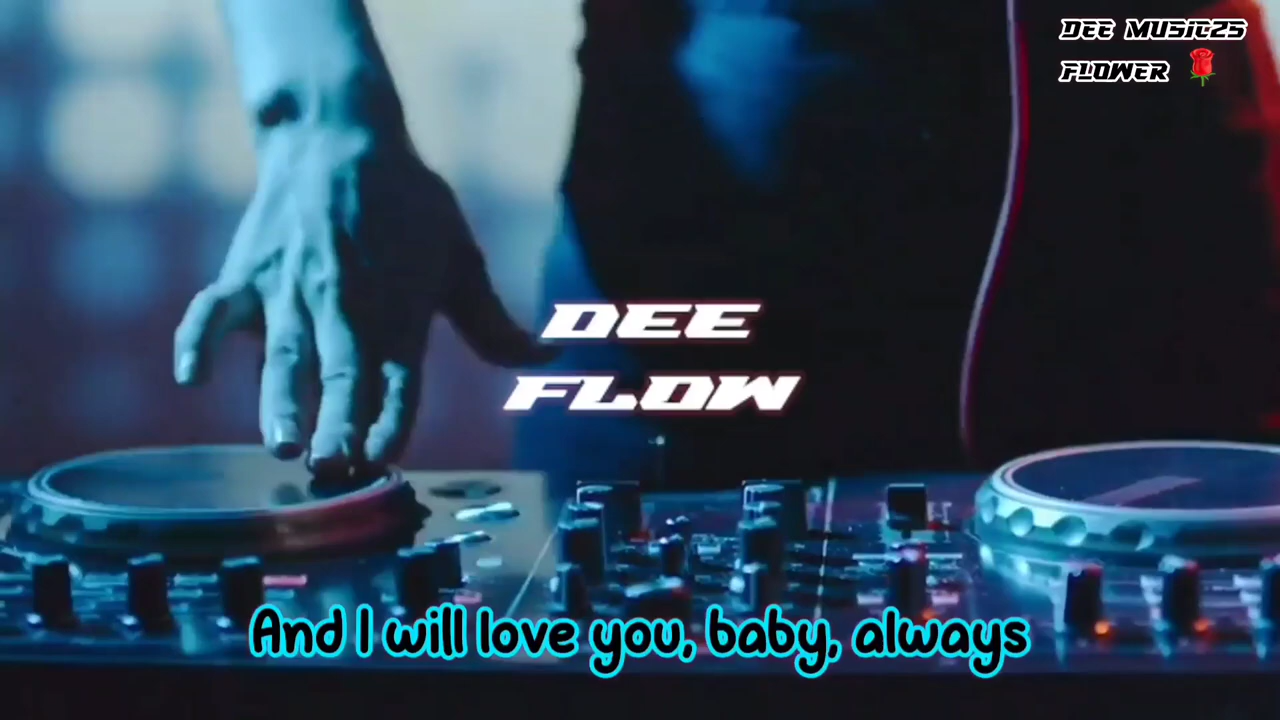 DEE MUSIC25
FLOWER 🌹
DEE
FLOW
And I will love you, baby, always